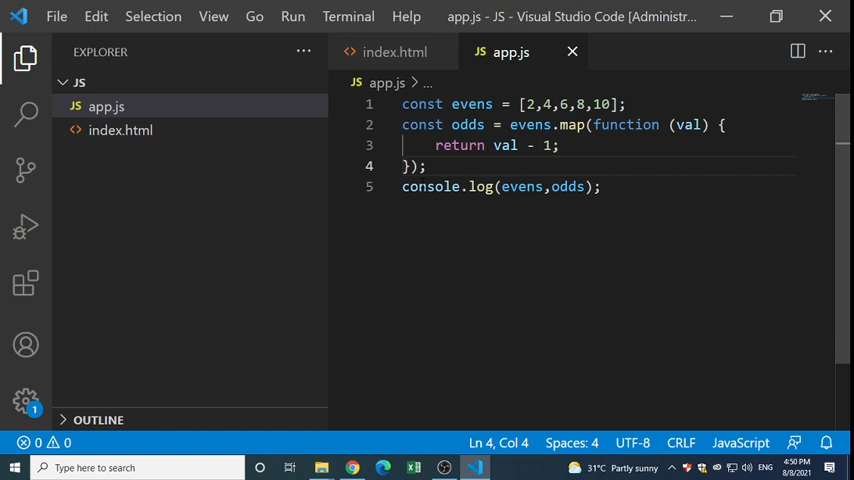 File Edit Selection View Go Run Terminal Help app.js - JS - Visual Studio Code [Administr...
EXPLORER ...
index.html
JS app.js
JS
JS app.js
index.html
JS app.js > ...
1 const evens = [2,4,6,8,10];
2 const odds = evens.map(function (val) {
3 return val - 1;
4 });
5 console.log(evens,odds);
OUTLINE
1
0 0 Ln 4, Col 4 Spaces: 4 UTF-8 CRLF JavaScript
Type here to search 31°C Partly sunny ENG 4:50 PM
8/8/2021